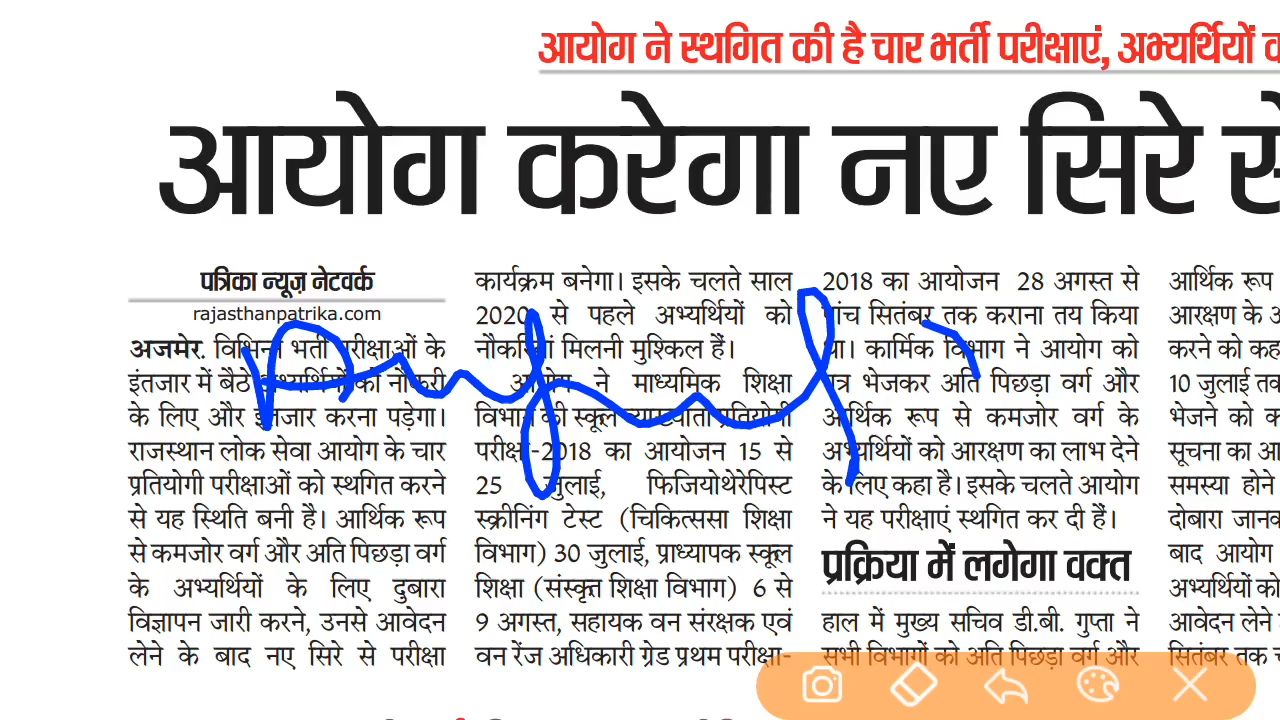 आयोग ने स्थगित की है चार भर्ती परीक्षाएं, अभ्यर्थियों
आयोग करेगा नए सिरे
पत्रिका न्यूज़ नेटवर्क
rajasthanpatrika.com
अजमेर. विभिन्न भर्ती परीक्षाओं के
इंतजार में बैठे अभ्यर्थियों को नौकरी
के लिए और इंतजार करना पड़ेगा।
राजस्थान लोक सेवा आयोग के चार
प्रतियोगी परीक्षाओं को स्थगित करने
से यह स्थिति बनी है। आर्थिक रूप
से कमजोर वर्ग और अति पिछड़ा वर्ग
के अभ्यर्थियों के लिए दुबारा
विज्ञापन जारी करने, उनसे आवेदन
लेने के बाद नए सिरे से परीक्षा
कार्यक्रम बनेगा। इसके चलते साल
2020 से पहले अभ्यर्थियों को
नौकरियां मिलनी मुश्किल हैं।
आयोग ने माध्यमिक शिक्षा
विभाग की स्कूल व्याख्याता प्रतियोगी
परीक्षा-2018 का आयोजन 15 से
25 जुलाई, फिजियोथेरेपिस्ट
स्क्रीनिंग टेस्ट (चिकित्ससा शिक्षा
विभाग) 30 जुलाई, प्राध्यापक स्कूल
शिक्षा (संस्कृत शिक्षा विभाग) 6 से
9 अगस्त, सहायक वन संरक्षक एवं
वन रेंज अधिकारी ग्रेड प्रथम परीक्षा-
2018 का आयोजन 28 अगस्त से
पांच सितंबर तक कराना तय किया
था। कार्मिक विभाग ने आयोग को
पत्र भेजकर अति पिछड़ा वर्ग और
आर्थिक रूप से कमजोर वर्ग के
अभ्यर्थियों को आरक्षण का लाभ देने
के लिए कहा है। इसके चलते आयोग
ने यह परीक्षाएं स्थगित कर दी हैं।
प्रक्रिया में लगेगा वक्त
हाल में मुख्य सचिव डी.बी. गुप्ता ने
सभी विभागों को अति पिछड़ा वर्ग और
आर्थिक रूप
आरक्षण के
करने को कह
10 जुलाई तक
भेजने को
सूचना का
समस्या होने
दोबारा
बाद आयोग
अभ्यर्थियों को
आवेदन लेने
सितंबर तक